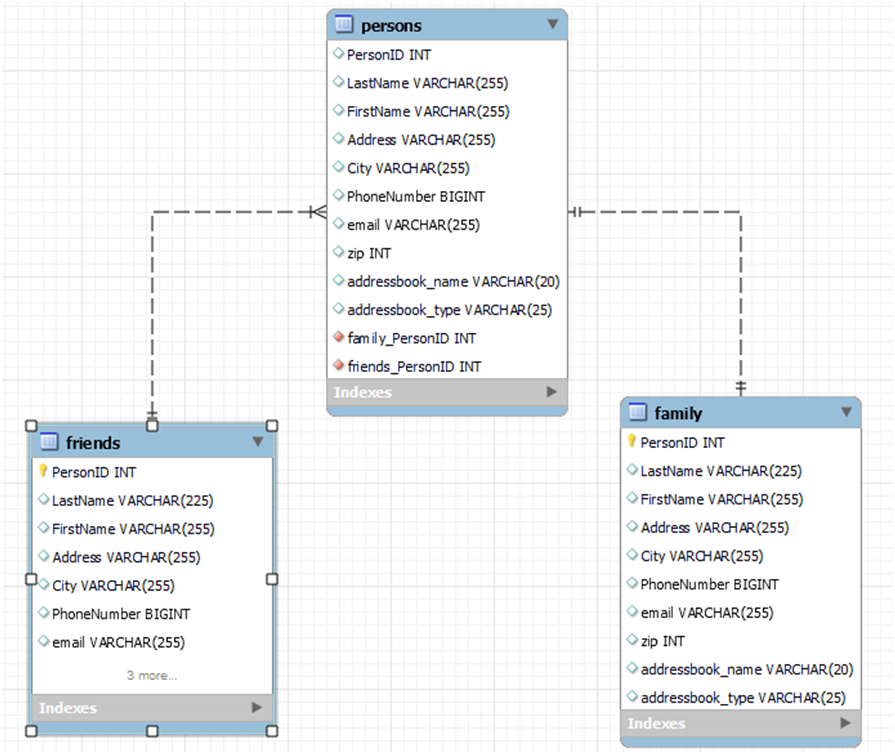 persons
PersonID INT
LastName VARCHAR(255)
FirstName VARCHAR(255)
Address VARCHAR(255)
City VARCHAR(255)
PhoneNumber BIGINT
email VARCHAR(255)
zip INT
addressbook_name VARCHAR(20)
addressbook_type VARCHAR(25)
family_PersonID INT
friends_PersonID INT
Indexes
friends
PersonID INT
LastName VARCHAR(225)
FirstName VARCHAR(255)
Address VARCHAR(255)
City VARCHAR(255)
PhoneNumber BIGINT
email VARCHAR(255)
3 more...
Indexes
family
PersonID INT
LastName VARCHAR(225)
FirstName VARCHAR(255)
Address VARCHAR(255)
City VARCHAR(255)
PhoneNumber BIGINT
email VARCHAR(255)
zip INT
addressbook_name VARCHAR(20)
addressbook_type VARCHAR(25)
Indexes